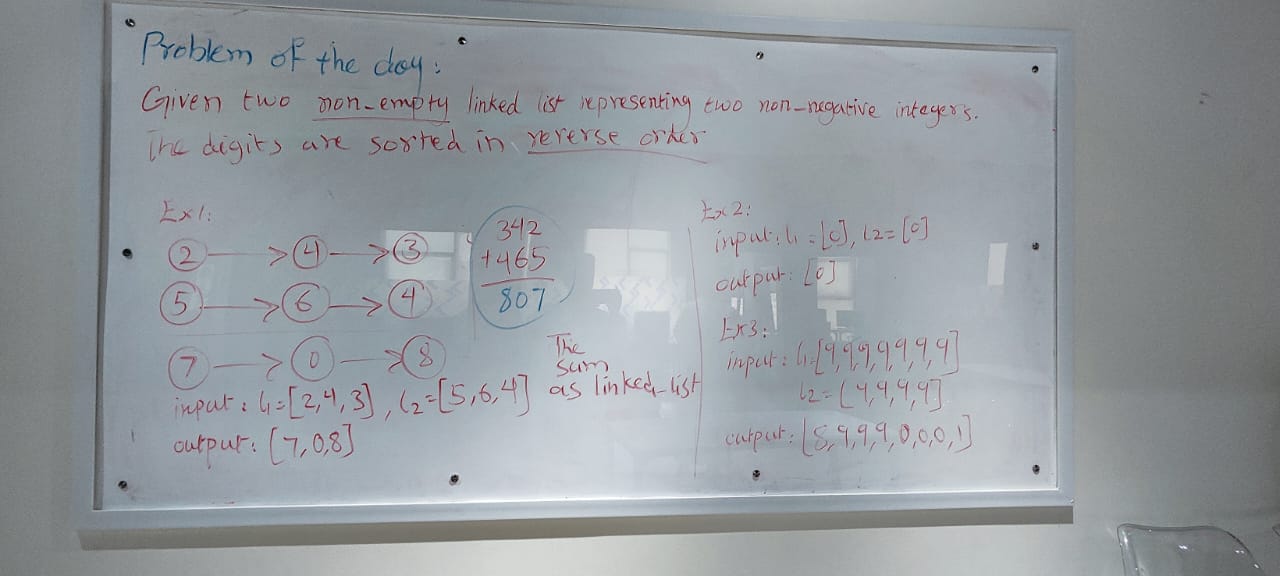 Problem of the day:
Given two non-empty linked list representing two non-negative integers.
The digits are sorted in reverse order
Ex1:
2 → 4 → 3
5 → 6 → 4
7 → 0 → 8
342
+465
807
The
sum
as linked list
input: l1=[2,4,3], l2=[5,6,4]
output: [7,0,8]
Ex2:
input: l1=[0], l2=[0]
output: [0]
Ex3:
input: l1=[9,9,9,9,9,9,9]
l2=[9,9,9,9]
output: [8,9,9,9,0,0,0,1]